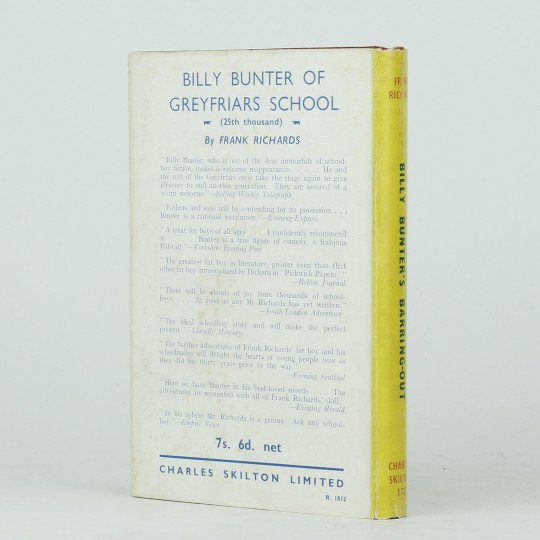 BILLY BUNTER OF
GREYFRIARS SCHOOL
(25th thousand)
By FRANK RICHARDS
"Billy Bunter, who is one of the dear immortals of school-
boy fiction, makes a welcome reappearance. . . . . He and
the rest of the Greyfriars crew take the stage again to give
pleasure to still another generation. They are assured of a
warm welcome."—Belfast Weekly Telegraph
"Fathers and sons will be contending for its possession . . .
Bunter is a national institution."—Evening Express
"A treat for boys of all ages . . . I confidently recommend
it. . . . Bunter is a true figure of comedy, a frabjous
Falstaff."—Yorkshire Evening Post
"The greatest fat boy in literature, greater even than that
other fat boy immortalized by Dickens in 'Pickwick Papers.'"
—Bolton Journal
"There will be shouts of joy from thousands of school-
boys. . . . As good as any Mr. Richards has yet written."
—South London Advertiser
"The ideal schoolboy story and will make the perfect
present."—Llanelly Mercury
"The further adventures of Frank Richards' fat boy and his
schoolmates will delight the hearts of young people now as
they did for thirty years prior to the war."
—Evening Sentinel
"Here we have Bunter in his best-loved moods. . . . The
adventures are recounted with all of Frank Richards' skill."
—Evening Herald
"In his sphere Mr. Richards is a genius. Ask any school-
boy."—Empire News
7s. 6d. net
CHARLES SKILTON LIMITED
R. 1812
BILLY BUNTER'S BARRING-OUT